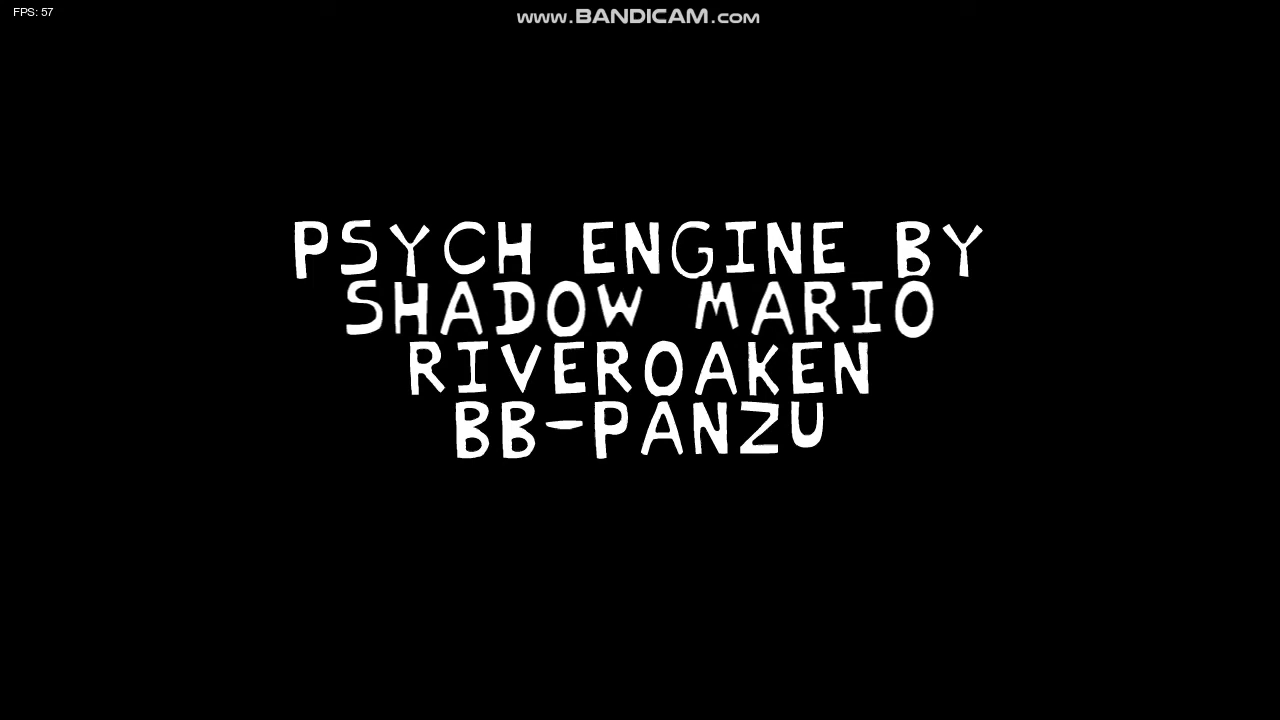 FPS: 57
www.BANDICAM.com
PSYCH ENGINE BY
SHADOW MARIO
RIVEROAKEN
BB-PANZU